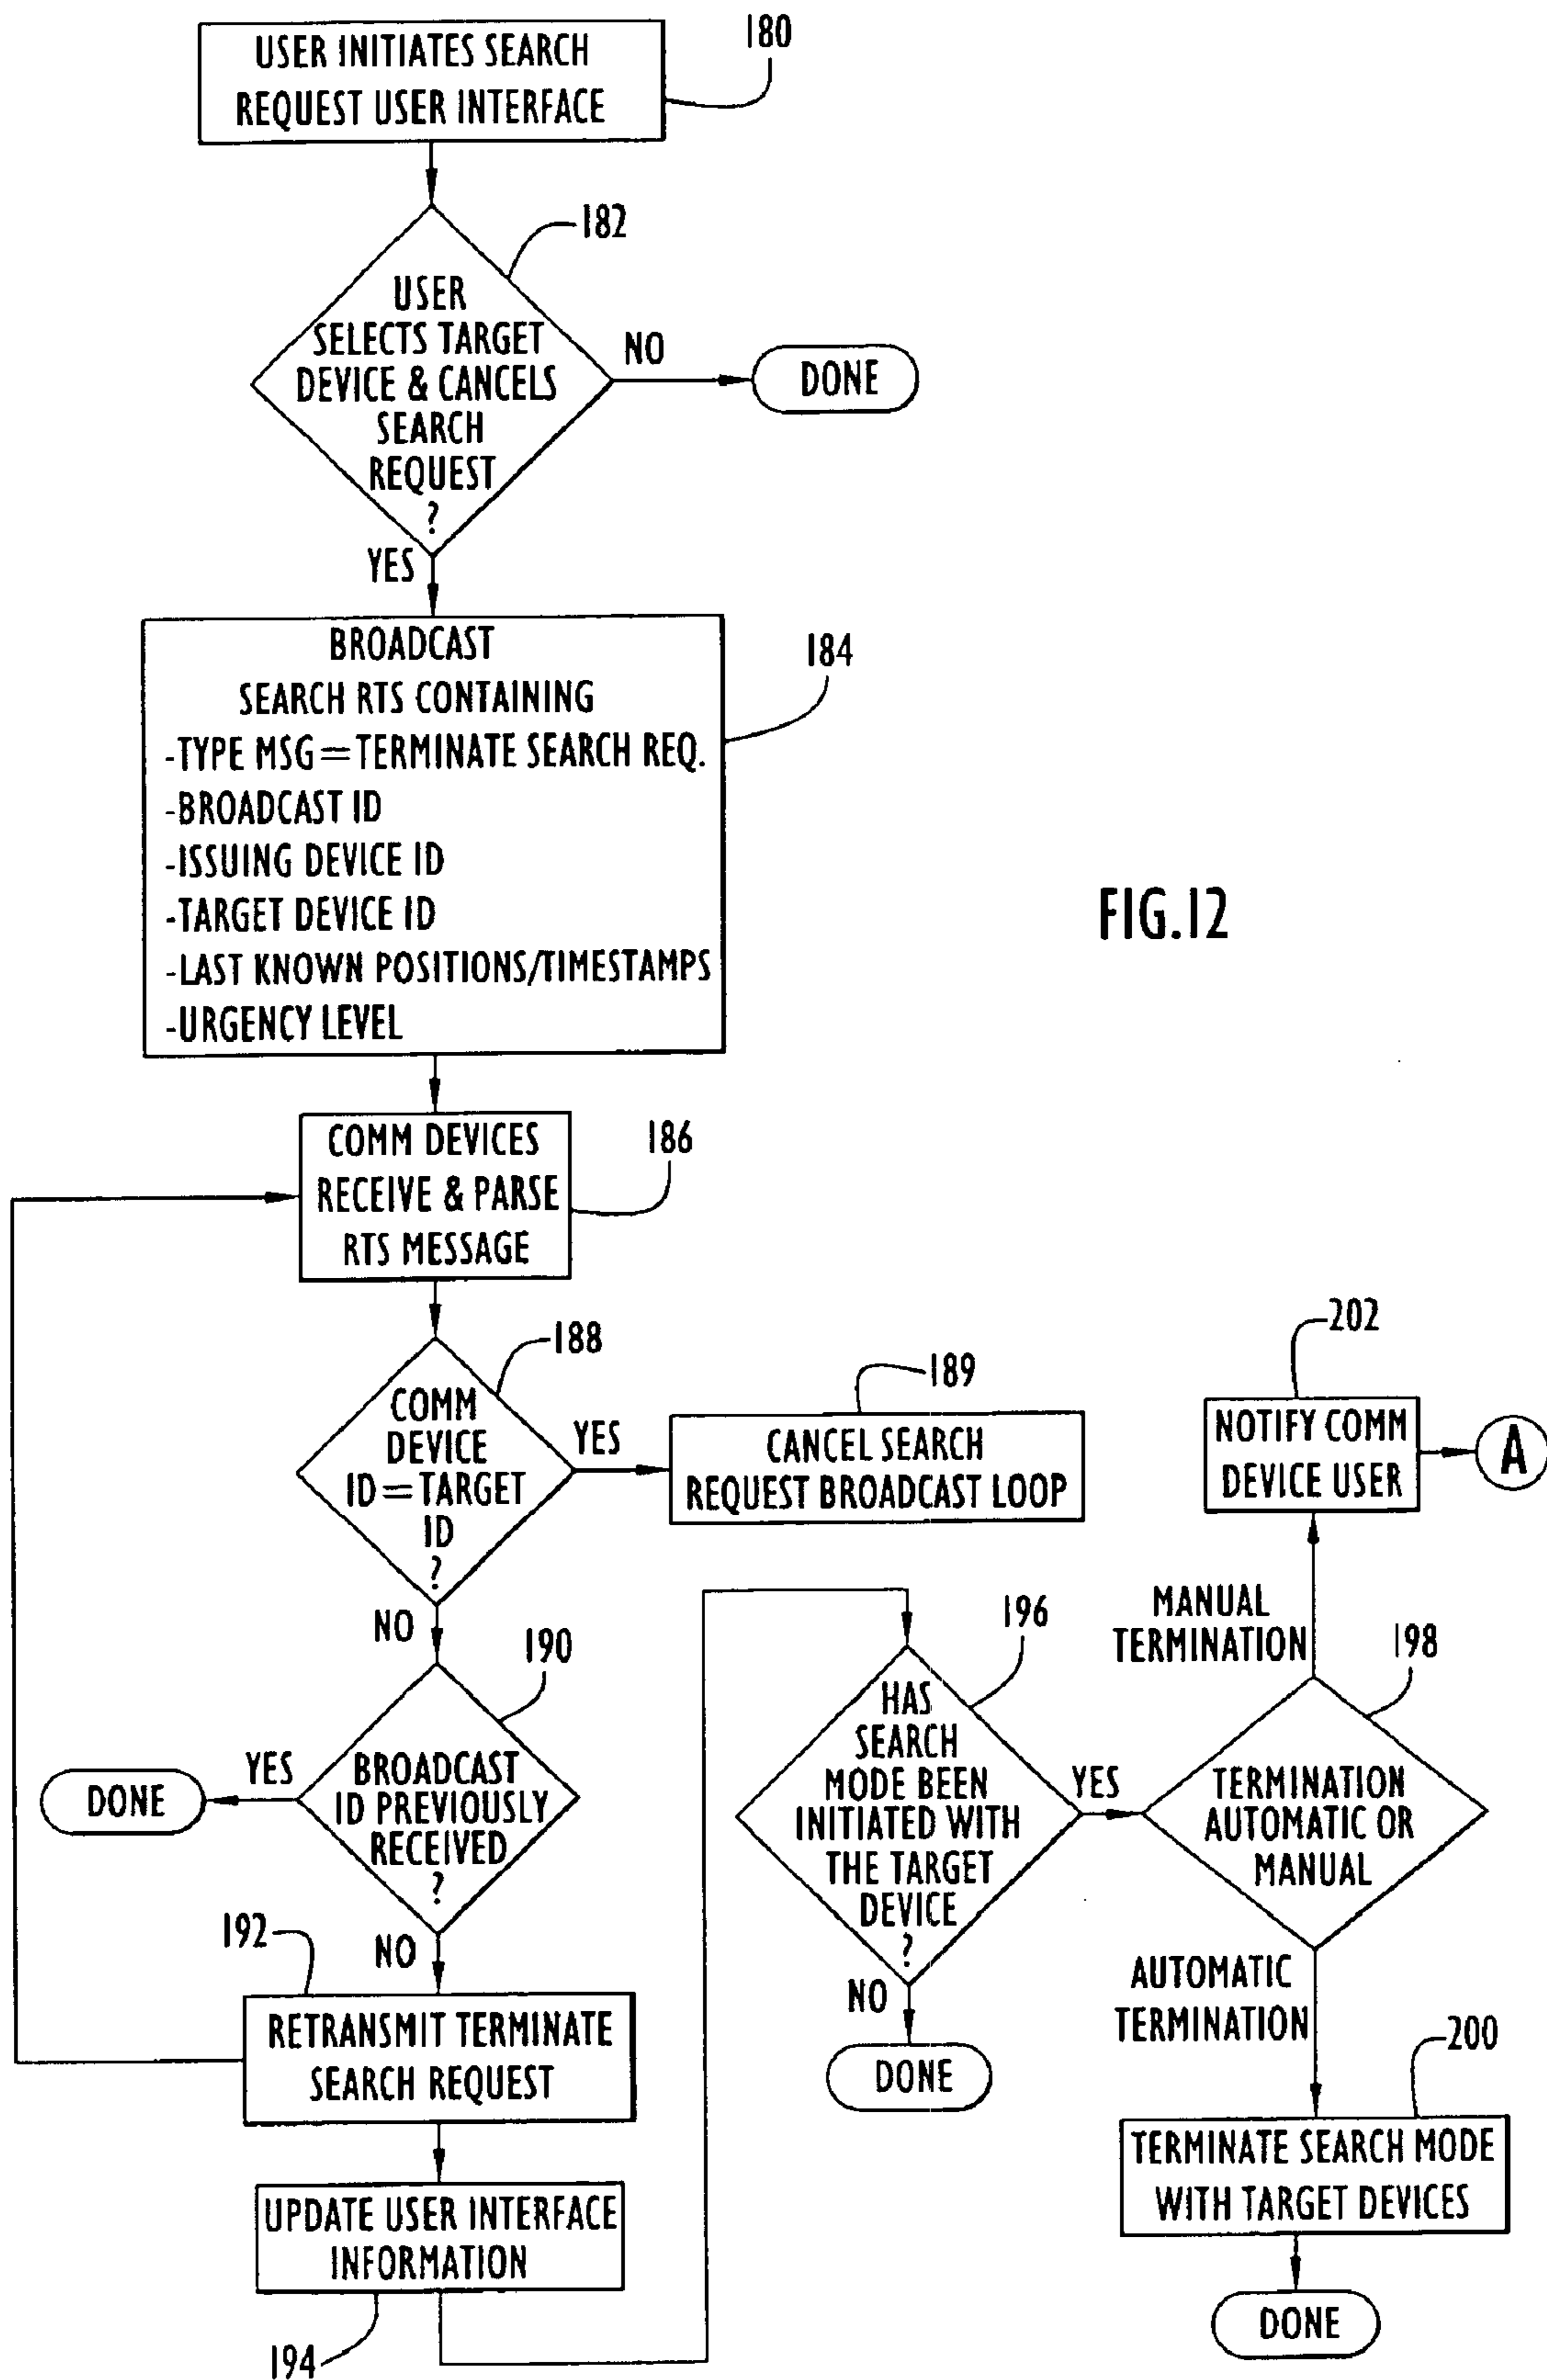 180
USER INITIATES SEARCH
REQUEST USER INTERFACE
182
USER
SELECTS TARGET
DEVICE & CANCELS
SEARCH
REQUEST
?
NO
DONE
YES
BROADCAST
SEARCH RTS CONTAINING
-TYPE MSG=TERMINATE SEARCH REQ.
-BROADCAST ID
-ISSUING DEVICE ID
-TARGET DEVICE ID
-LAST KNOWN POSITIONS/TIMESTAMPS
-URGENCY LEVEL
184
FIG.12
COMM DEVICES
RECEIVE & PARSE
RTS MESSAGE
186
188
COMM
DEVICE
ID=TARGET
ID
?
YES
189
CANCEL SEARCH
REQUEST BROADCAST LOOP
NO
190
BROADCAST
ID PREVIOUSLY
RECEIVED
?
YES
DONE
NO
192
RETRANSMIT TERMINATE
SEARCH REQUEST
UPDATE USER INTERFACE
INFORMATION
194
196
HAS
SEARCH
MODE BEEN
INITIATED WITH
THE TARGET
DEVICE
?
NO
DONE
YES
198
TERMINATION
AUTOMATIC OR
MANUAL
MANUAL
TERMINATION
202
NOTIFY COMM
DEVICE USER
A
AUTOMATIC
TERMINATION
200
TERMINATE SEARCH MODE
WITH TARGET DEVICES
DONE